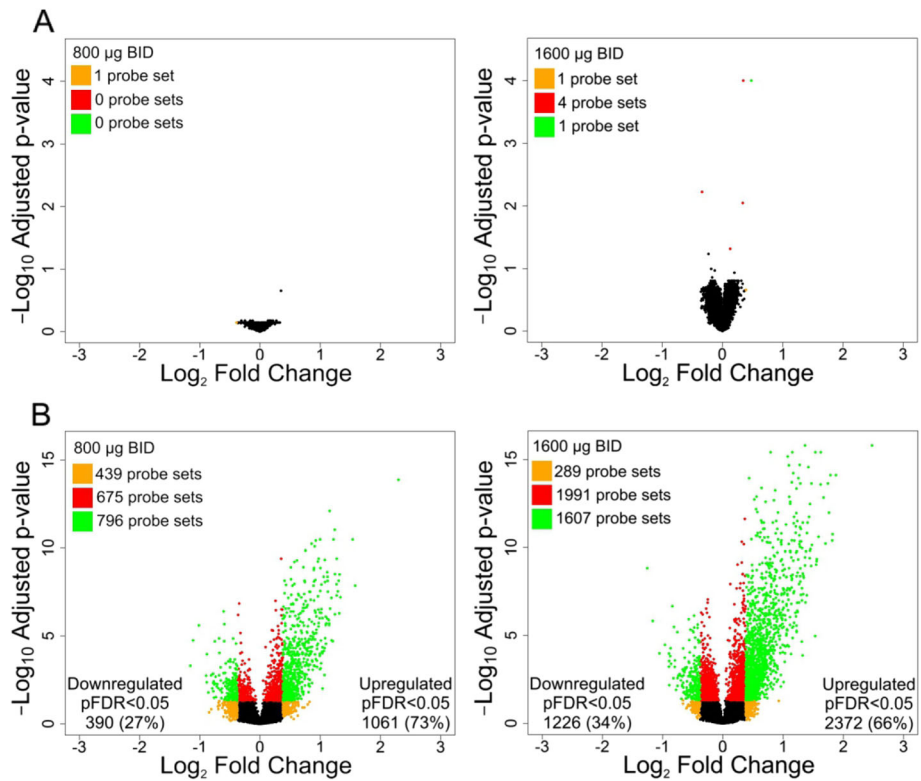 A
800 µg BID
1 probe set
0 probe sets
0 probe sets
4
3
2
1
0
-3 -2 -1 0 1 2 3
−Log10 Adjusted p-value
Log2 Fold Change
1600 µg BID
1 probe set
4 probe sets
1 probe set
4
3
2
1
0
-3 -2 -1 0 1 2 3
−Log10 Adjusted p-value
Log2 Fold Change
B
800 µg BID
439 probe sets
675 probe sets
796 probe sets
15
10
5
0
-3 -2 -1 0 1 2 3
−Log10 Adjusted p-value
Log2 Fold Change
Downregulated
pFDR<0.05
390 (27%)
Upregulated
pFDR<0.05
1061 (73%)
1600 µg BID
289 probe sets
1991 probe sets
1607 probe sets
15
10
5
0
-3 -2 -1 0 1 2 3
−Log10 Adjusted p-value
Log2 Fold Change
Downregulated
pFDR<0.05
1226 (34%)
Upregulated
pFDR<0.05
2372 (66%)